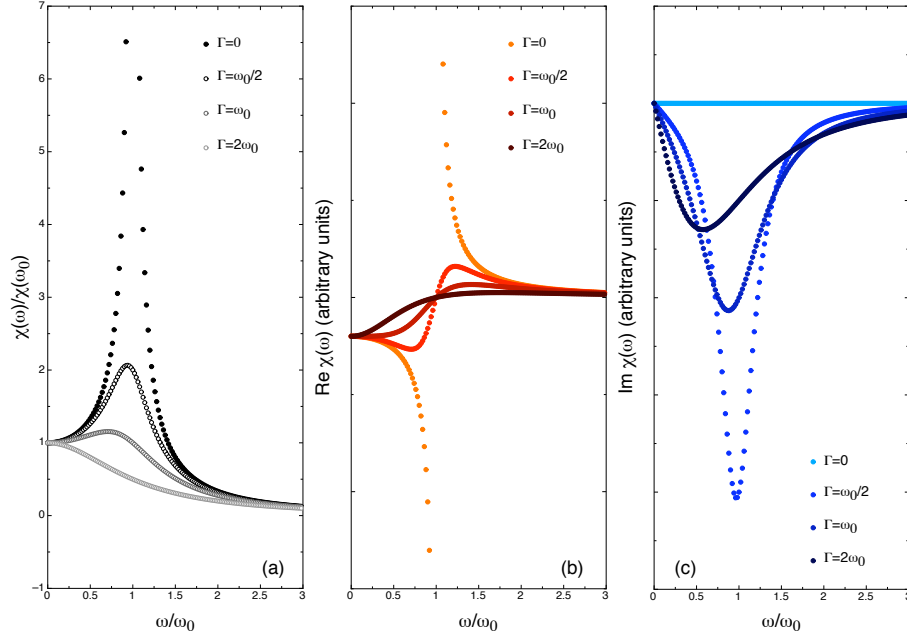 χ(ω)/χ(ω₀)
7
6
5
4
3
2
1
0
−1
Γ=0
Γ=ω₀/2
Γ=ω₀
Γ=2ω₀
(a)
0 0.5 1 1.5 2 2.5 3
ω/ω₀
Re χ(ω) (arbitrary units)
Γ=0
Γ=ω₀/2
Γ=ω₀
Γ=2ω₀
(b)
0 0.5 1 1.5 2 2.5 3
ω/ω₀
Im χ(ω) (arbitrary units)
Γ=0
Γ=ω₀/2
Γ=ω₀
Γ=2ω₀
(c)
0 0.5 1 1.5 2 2.5 3
ω/ω₀